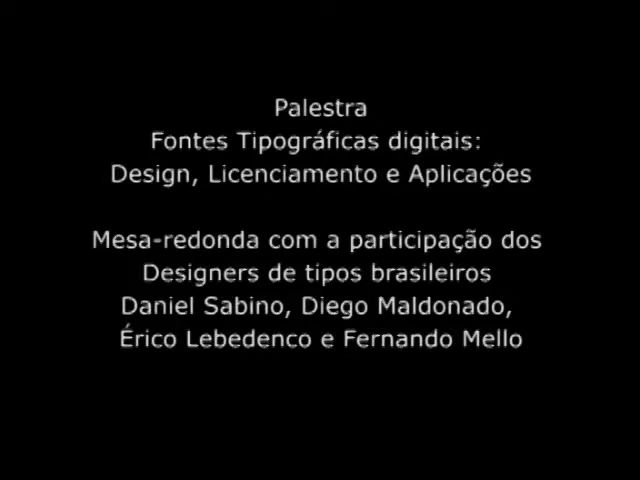 Palestra
Fontes Tipográficas digitais:
Design, Licenciamento e Aplicações
Mesa-redonda com a participação dos
Designers de tipos brasileiros
Daniel Sabino, Diego Maldonado,
Érico Lebedenco e Fernando Mello